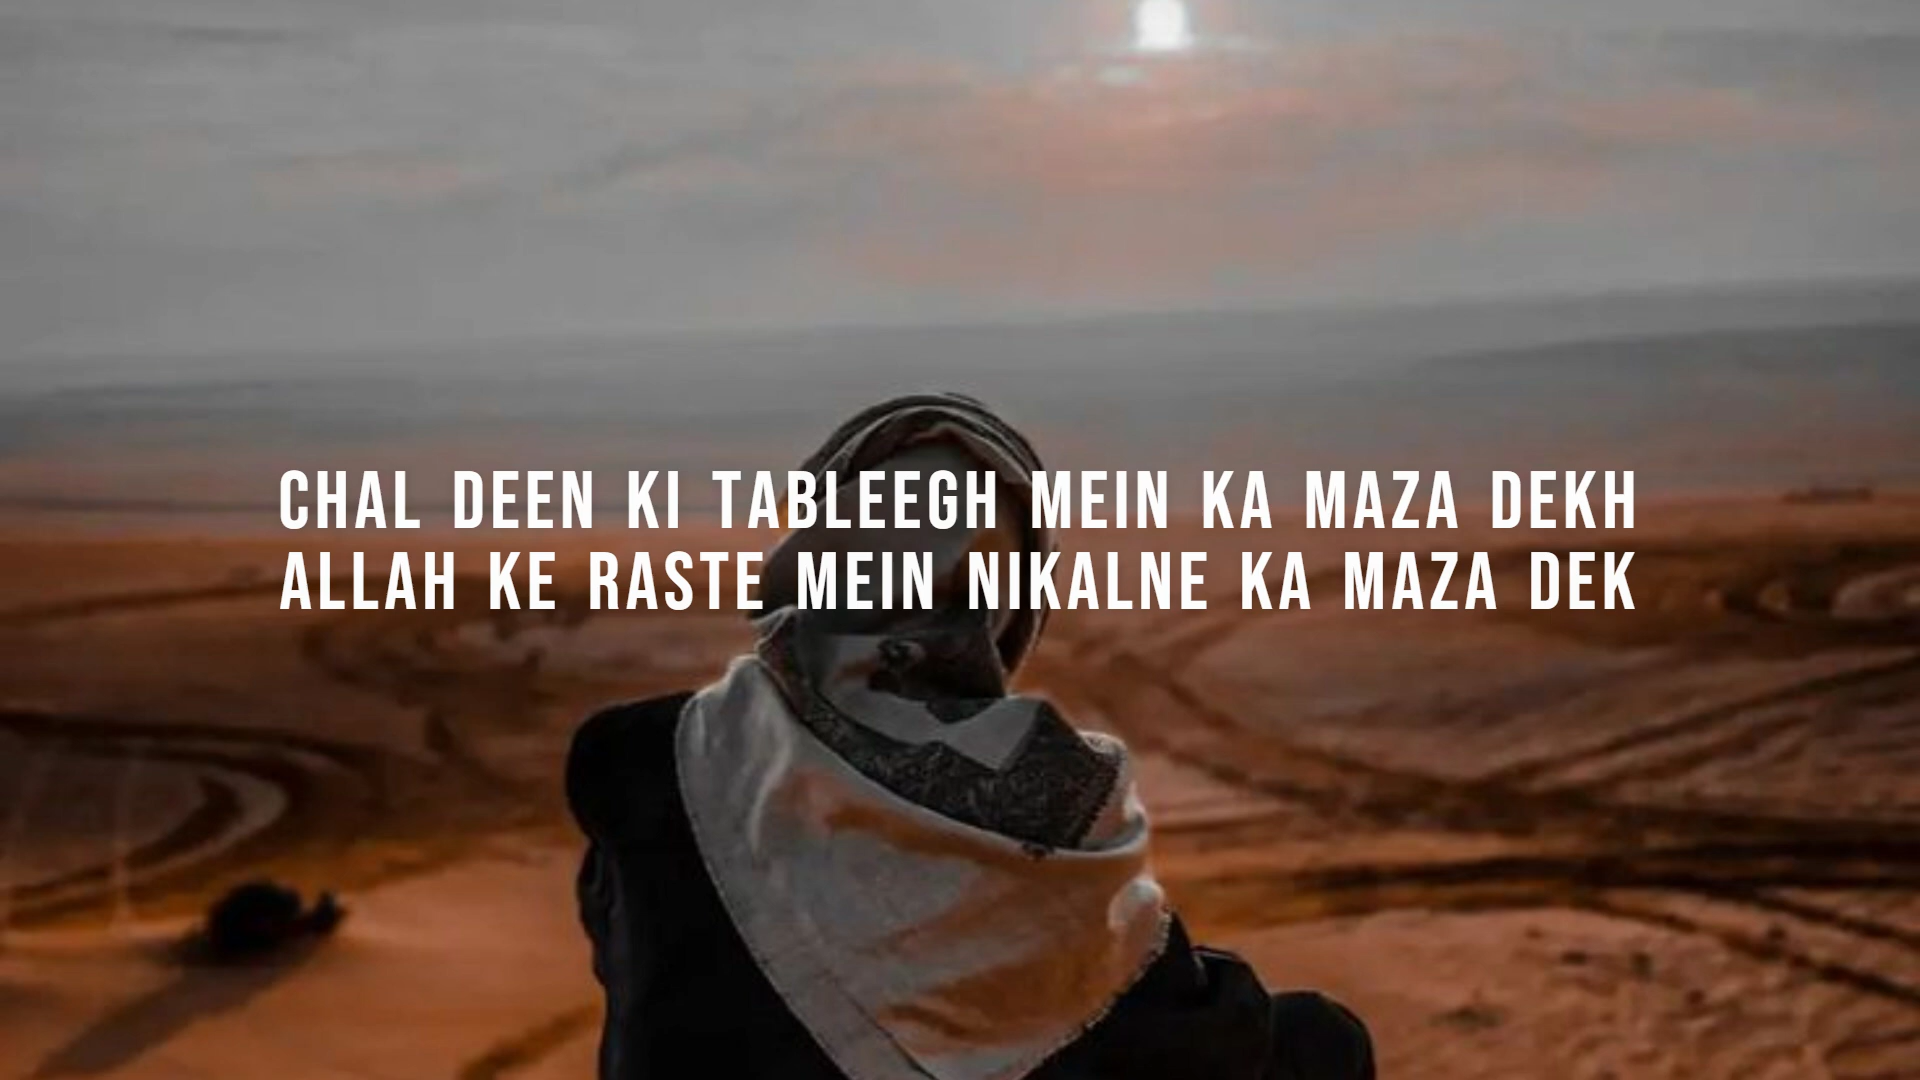 CHAL DEEN KI TABLEEGH MEIN KA MAZA DEKH
ALLAH KE RASTE MEIN NIKALNE KA MAZA DEK